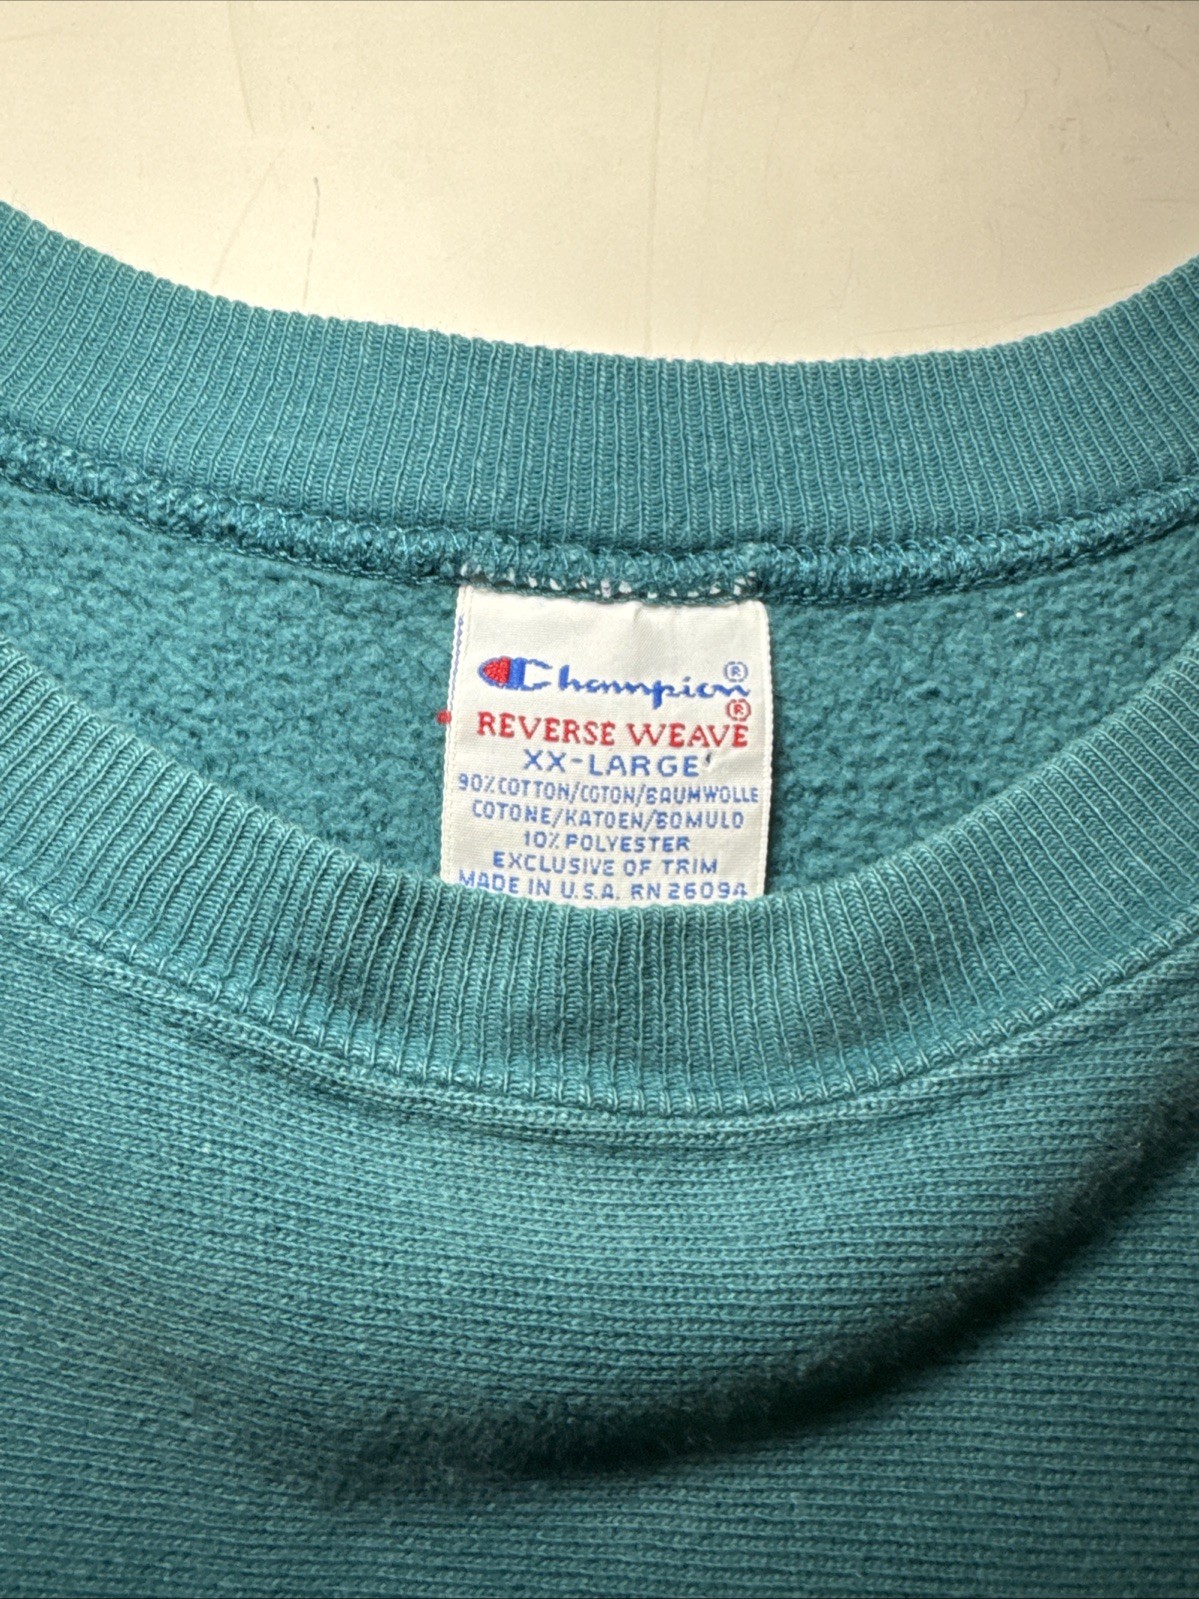 Champion®
REVERSE WEAVE®
XX-LARGE
90% COTTON/COTON/BAUMWOLLE
COTONE/KATOEN/BOMULD
10% POLYESTER
EXCLUSIVE OF TRIM
MADE IN U.S.A. RN 26094